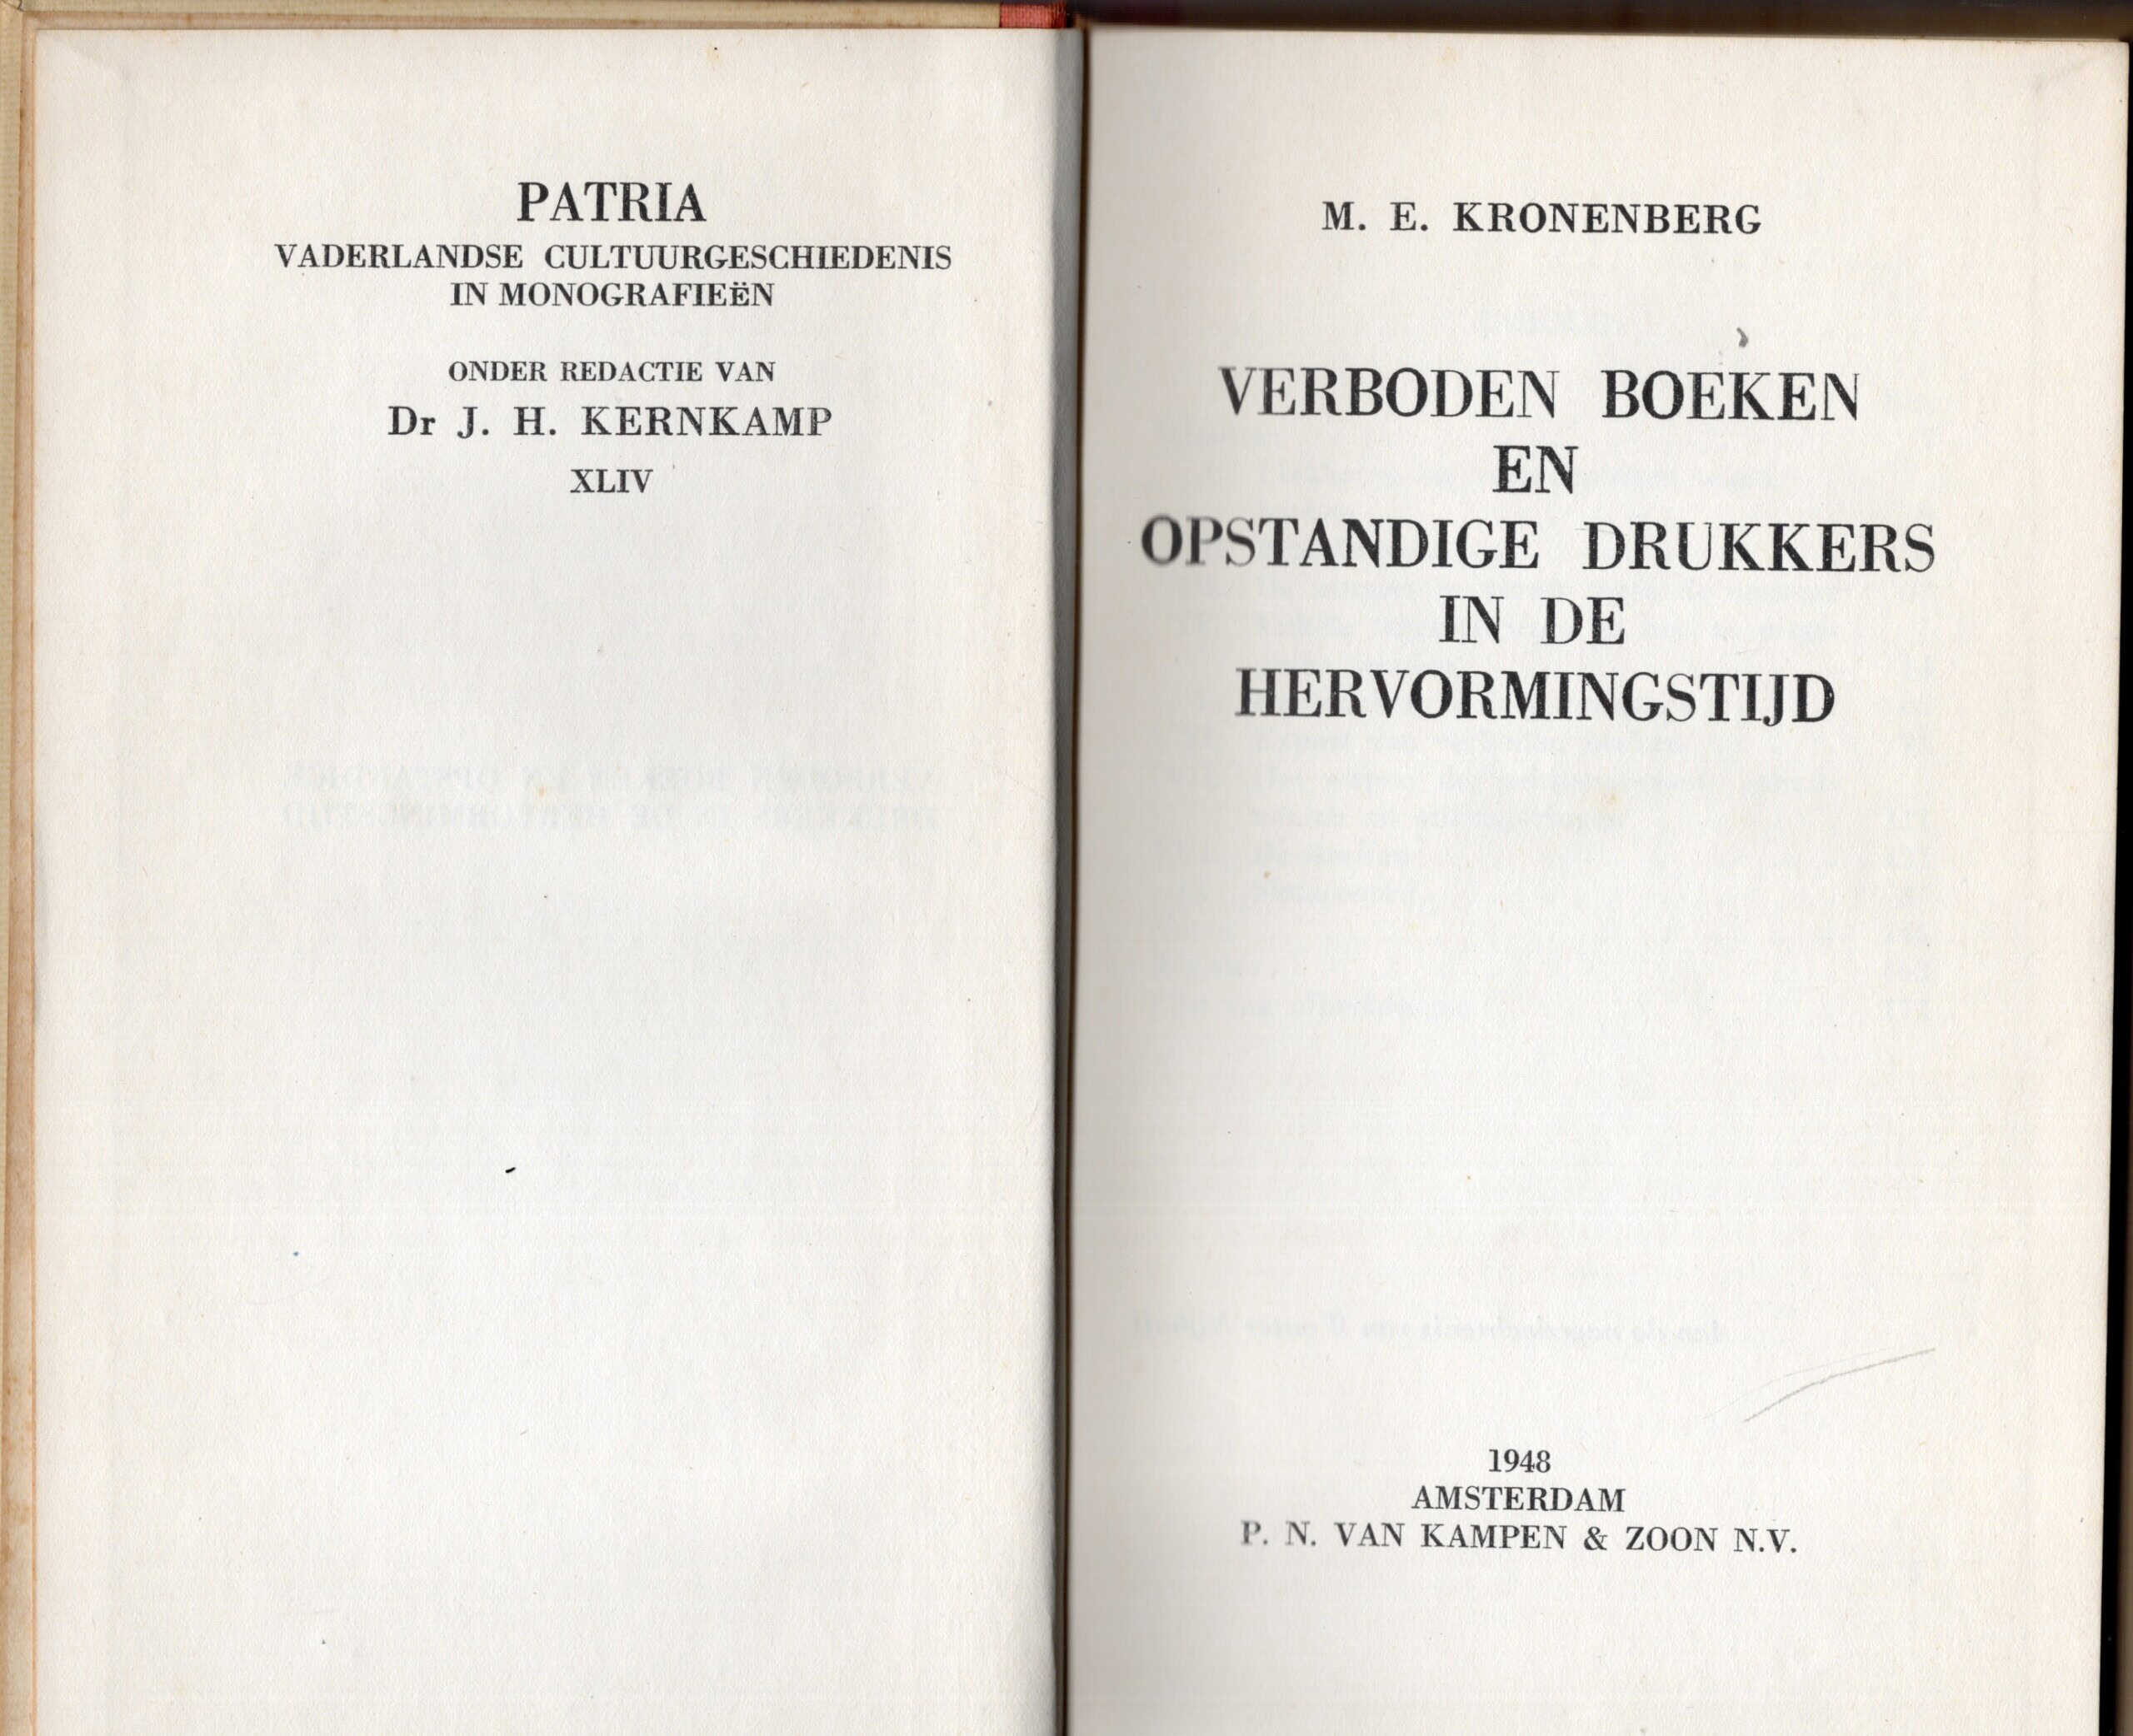 PATRIA
VADERLANDSE CULTUURGESCHIEDENIS
IN MONOGRAFIEËN
ONDER REDACTIE VAN
Dr J. H. KERNKAMP
XLIV
M. E. KRONENBERG
VERBODEN BOEKEN
EN
OPSTANDIGE DRUKKERS
IN DE
HERVORMINGSTIJD
1948
AMSTERDAM
P. N. VAN KAMPEN & ZOON N.V.